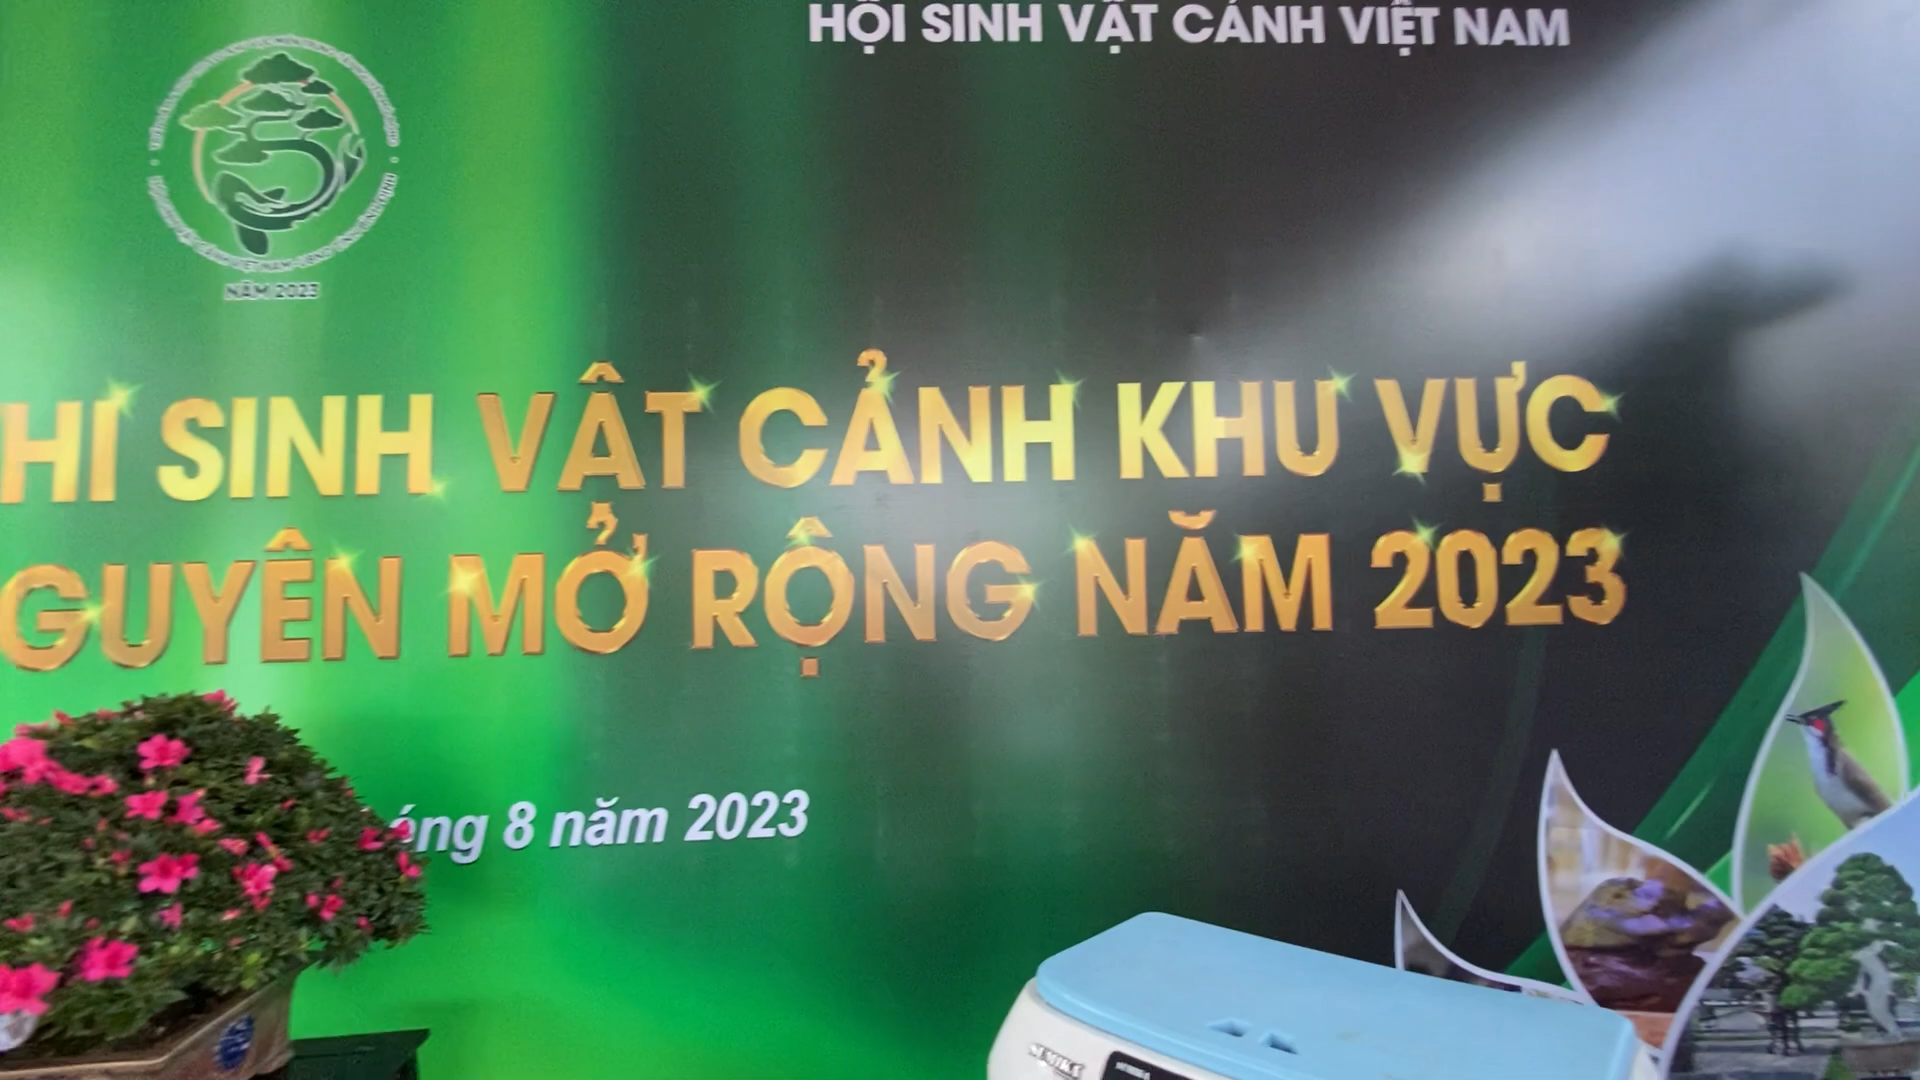 HỘI SINH VẬT CẢNH VIỆT NAM
NĂM 2023
HI SINH VẬT CẢNH KHU VỰC
GUYÊN MỞ RỘNG NĂM 2023
áng 8 năm 2023